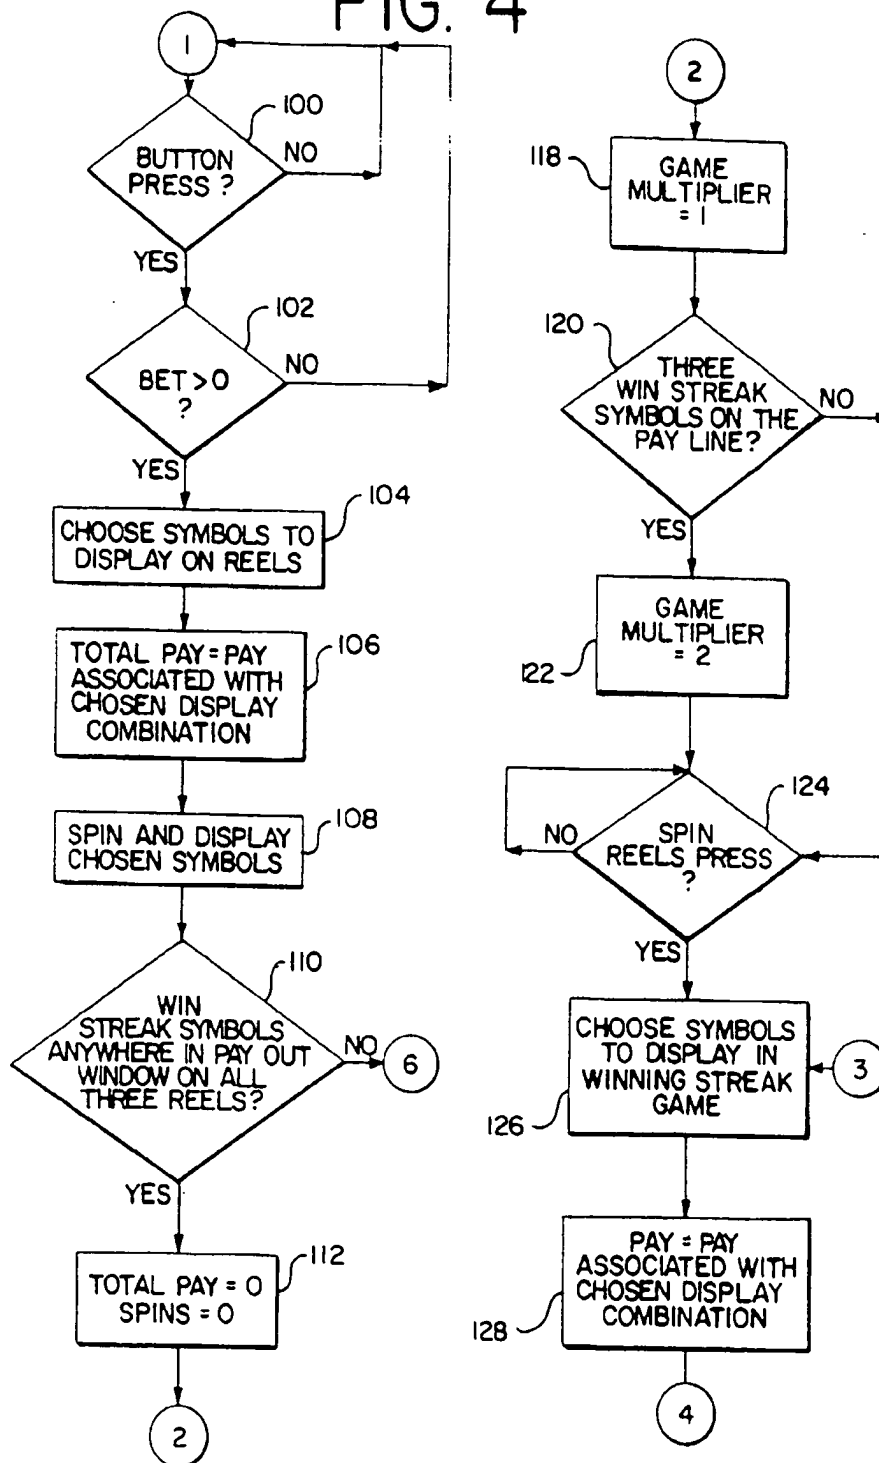 FIG. 4
1
100
BUTTON
PRESS ?
NO
YES
102
BET > 0
?
NO
YES
104
CHOOSE SYMBOLS TO
DISPLAY ON REELS
106
TOTAL PAY = PAY
ASSOCIATED WITH
CHOSEN DISPLAY
COMBINATION
108
SPIN AND DISPLAY
CHOSEN SYMBOLS
110
WIN
STREAK SYMBOLS
ANYWHERE IN PAY OUT
WINDOW ON ALL
THREE REELS?
NO
6
YES
112
TOTAL PAY = 0
SPINS = 0
2
2
118
GAME
MULTIPLIER
= 1
120
THREE
WIN STREAK
SYMBOLS ON THE
PAY LINE?
NO
YES
GAME
MULTIPLIER
= 2
122
124
SPIN
REELS PRESS
?
NO
YES
CHOOSE SYMBOLS
TO DISPLAY IN
WINNING STREAK
GAME
3
126
PAY = PAY
ASSOCIATED WITH
CHOSEN DISPLAY
COMBINATION
128
4